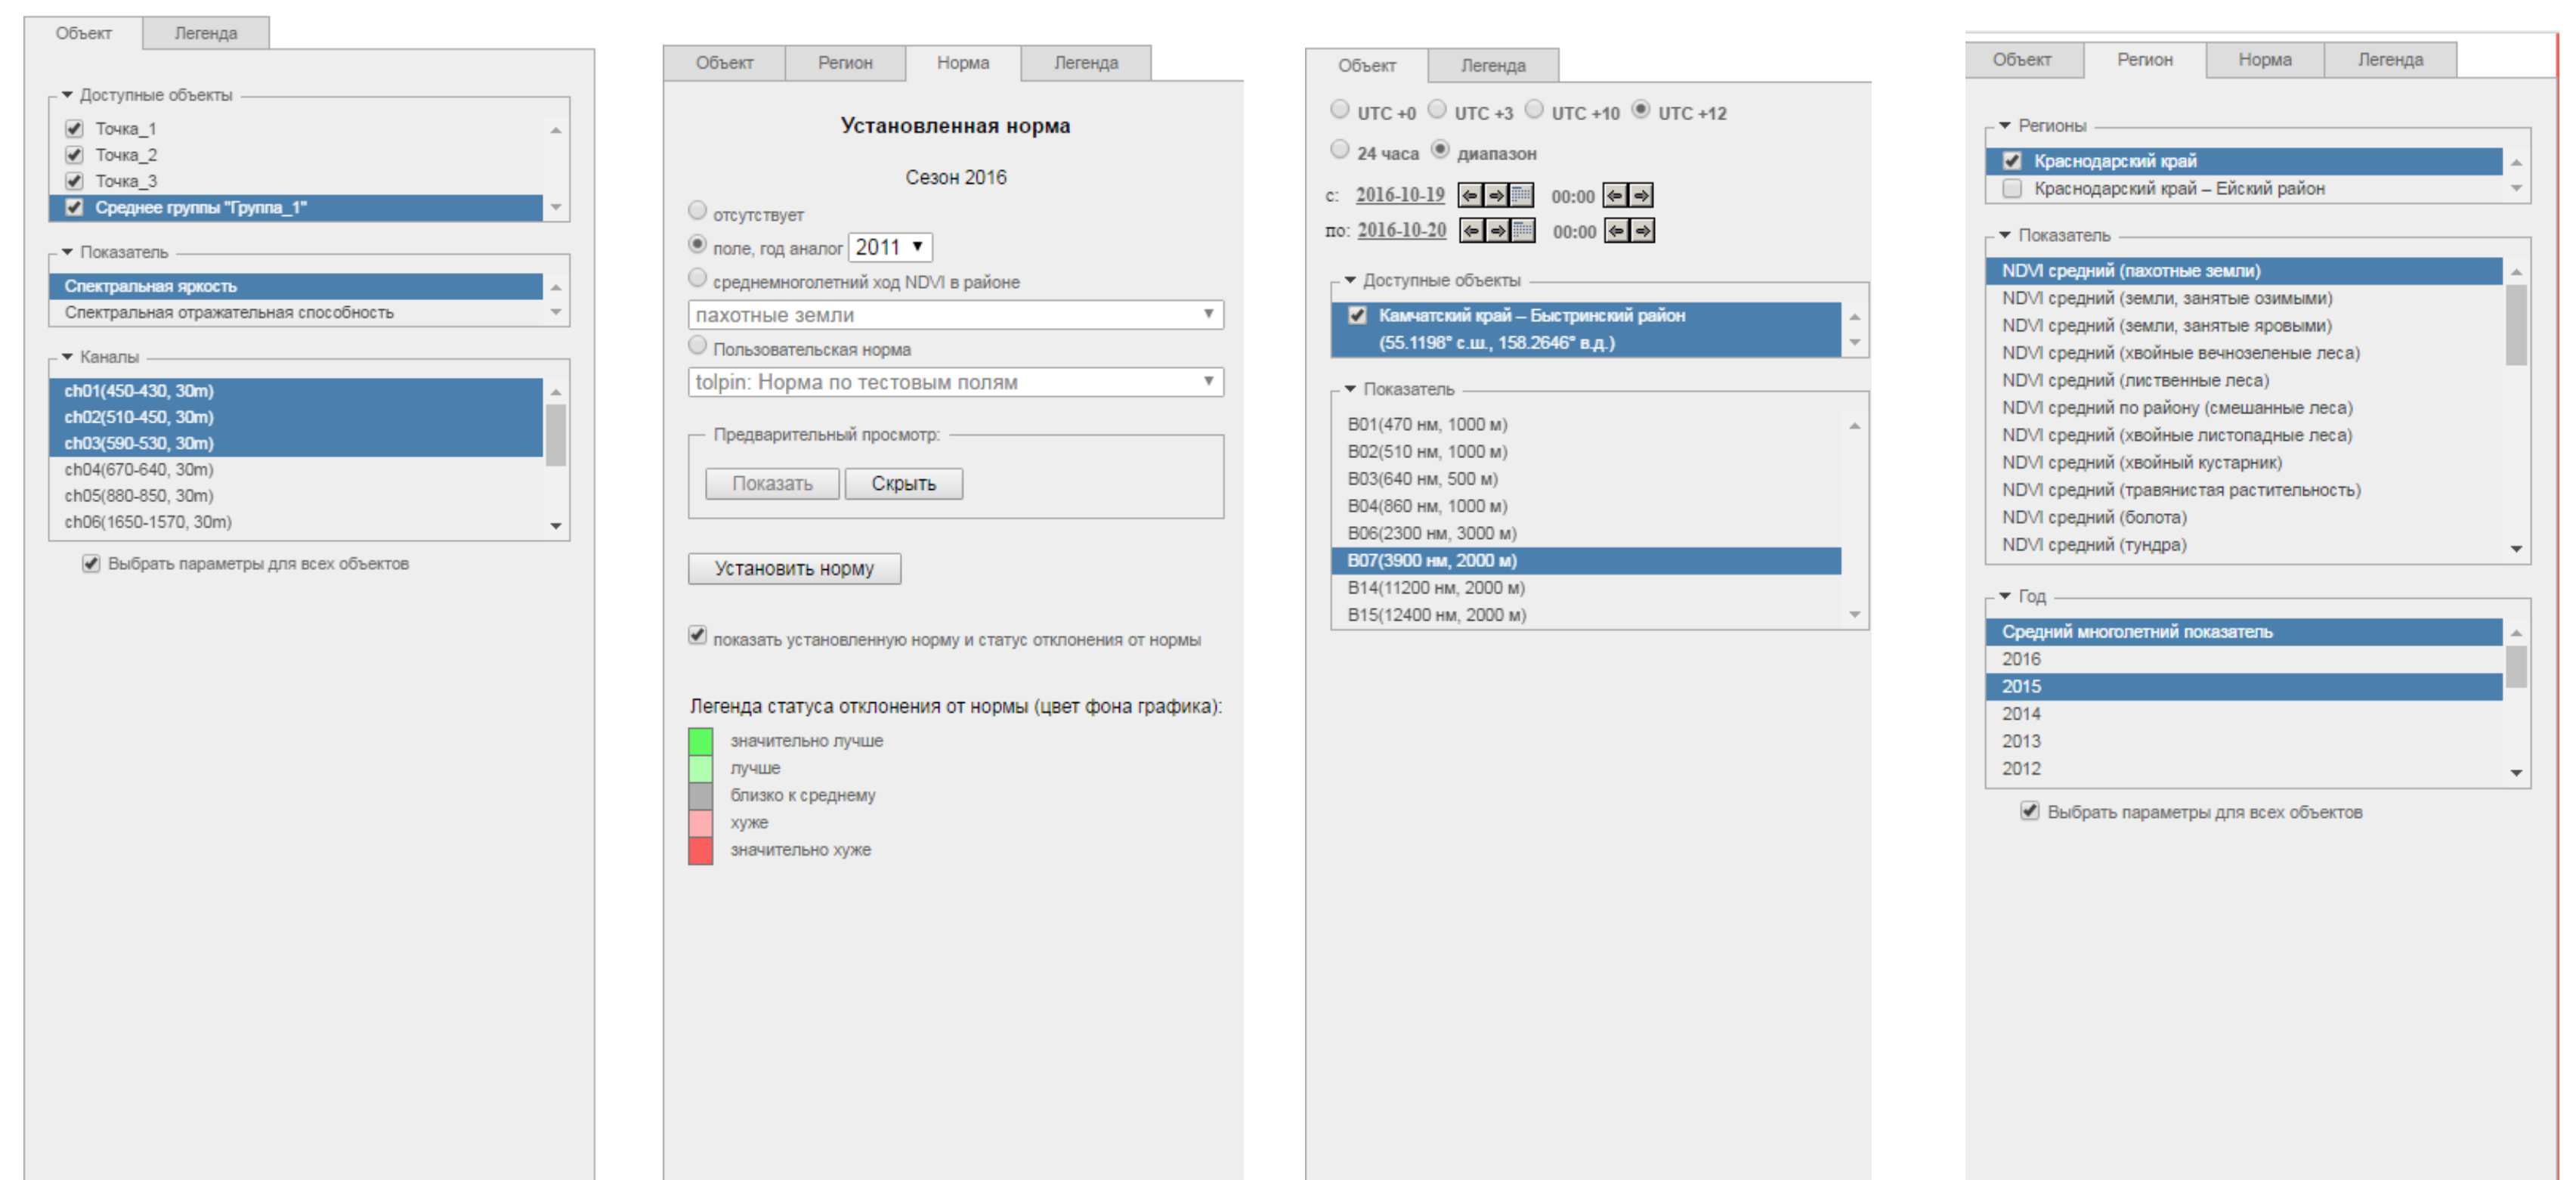 Объект Легенда
Доступные объекты
Точка_1
Точка_2
Точка_3
Среднее группы "Группа_1"
Показатель
Спектральная яркость
Спектральная отражательная способность
Каналы
ch01(450-430, 30m)
ch02(510-450, 30m)
ch03(590-530, 30m)
ch04(670-640, 30m)
ch05(880-850, 30m)
ch06(1650-1570, 30m)
Выбрать параметры для всех объектов
Объект Регион Норма Легенда
Установленная норма
Сезон 2016
отсутствует
поле, год аналог 2011
среднемноголетний ход NDVI в районе
пахотные земли
Пользовательская норма
tolpin: Норма по тестовым полям
Предварительный просмотр:
Показать Скрыть
Установить норму
показать установленную норму и статус отклонения от нормы
Легенда статуса отклонения от нормы (цвет фона графика):
значительно лучше
лучше
близко к среднему
хуже
значительно хуже
Объект Легенда
UTC +0 UTC +3 UTC +10 UTC +12
24 часа диапазон
с: 2016-10-19 00:00
по: 2016-10-20 00:00
Доступные объекты
Камчатский край – Быстринский район
(55.1198° с.ш., 158.2646° в.д.)
Показатель
B01(470 нм, 1000 м)
B02(510 нм, 1000 м)
B03(640 нм, 500 м)
B04(860 нм, 1000 м)
B06(2300 нм, 3000 м)
B07(3900 нм, 2000 м)
B14(11200 нм, 2000 м)
B15(12400 нм, 2000 м)
Объект Регион Норма Легенда
Регионы
Краснодарский край
Краснодарский край – Ейский район
Показатель
NDVI средний (пахотные земли)
NDVI средний (земли, занятые озимыми)
NDVI средний (земли, занятые яровыми)
NDVI средний (хвойные вечнозеленые леса)
NDVI средний (лиственные леса)
NDVI средний по району (смешанные леса)
NDVI средний (хвойные листопадные леса)
NDVI средний (хвойный кустарник)
NDVI средний (травянистая растительность)
NDVI средний (болота)
NDVI средний (тундра)
Год
Средний многолетний показатель
2016
2015
2014
2013
2012
Выбрать параметры для всех объектов